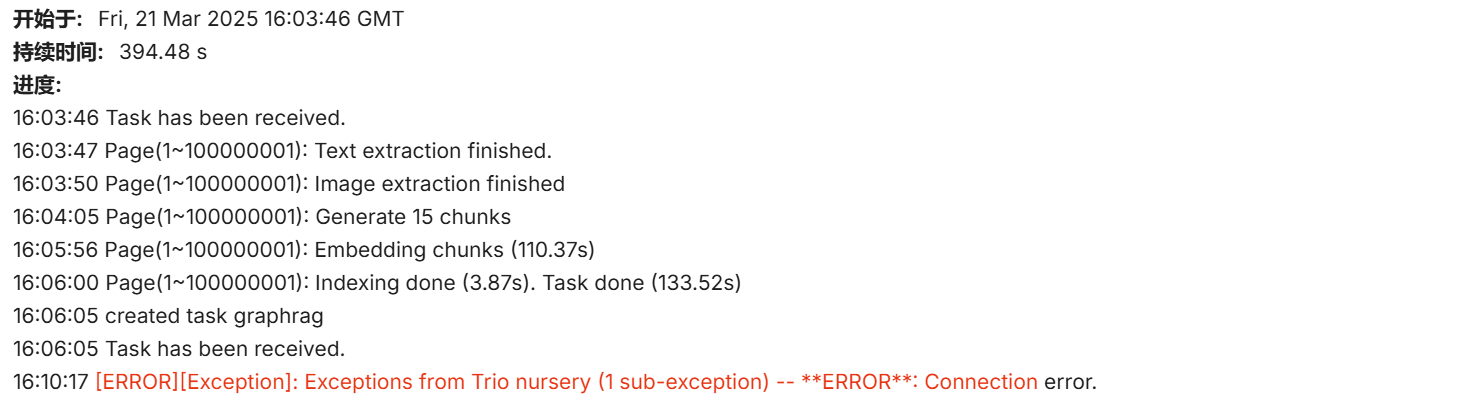 开始于: Fri, 21 Mar 2025 16:03:46 GMT
持续时间: 394.48 s
进度:
16:03:46 Task has been received.
16:03:47 Page(1~100000001): Text extraction finished.
16:03:50 Page(1~100000001): Image extraction finished
16:04:05 Page(1~100000001): Generate 15 chunks
16:05:56 Page(1~100000001): Embedding chunks (110.37s)
16:06:00 Page(1~100000001): Indexing done (3.87s). Task done (133.52s)
16:06:05 created task graphrag
16:06:05 Task has been received.
16:10:17 [ERROR][Exception]: Exceptions from Trio nursery (1 sub-exception) -- **ERROR**: Connection error.